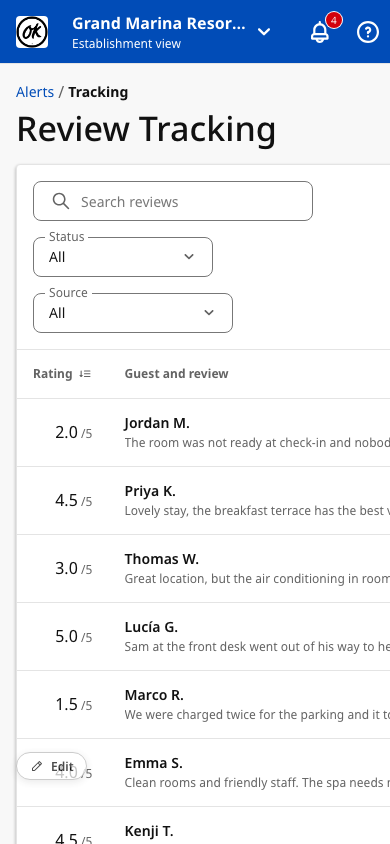 OK
Grand Marina Resor...
Establishment view
4
Alerts / Tracking
Review Tracking
Search reviews
Status
All
Source
All
Rating
Guest and review
2.0 /5
Jordan M.
The room was not ready at check-in and nobod
4.5 /5
Priya K.
Lovely stay, the breakfast terrace has the best v
3.0 /5
Thomas W.
Great location, but the air conditioning in room
5.0 /5
Lucía G.
Sam at the front desk went out of his way to he
1.5 /5
Marco R.
We were charged twice for the parking and it to
Edit
4.0 /5
Emma S.
Clean rooms and friendly staff. The spa needs
4.5 /5
Kenji T.